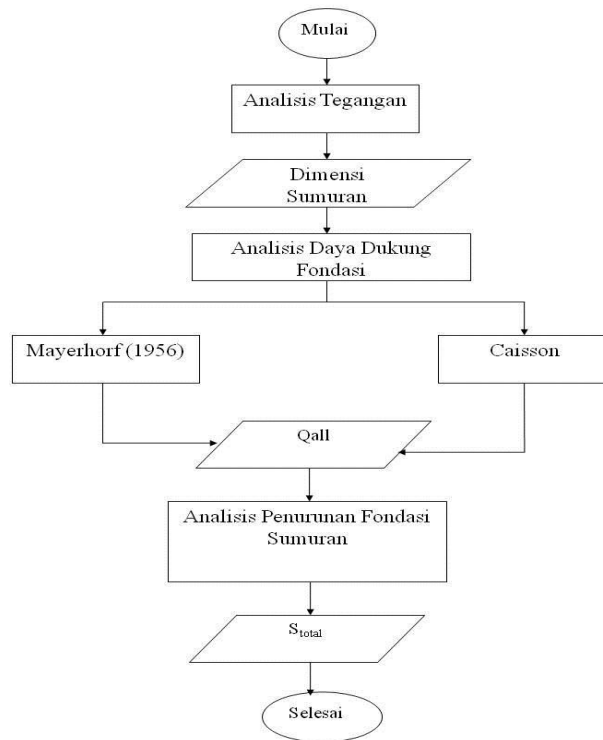 Mulai
Analisis Tegangan
Dimensi
Sumuran
Analisis Daya Dukung
Fondasi
Mayerhorf (1956)
Caisson
Qall
Analisis Penurunan Fondasi
Sumuran
Stotal
Selesai